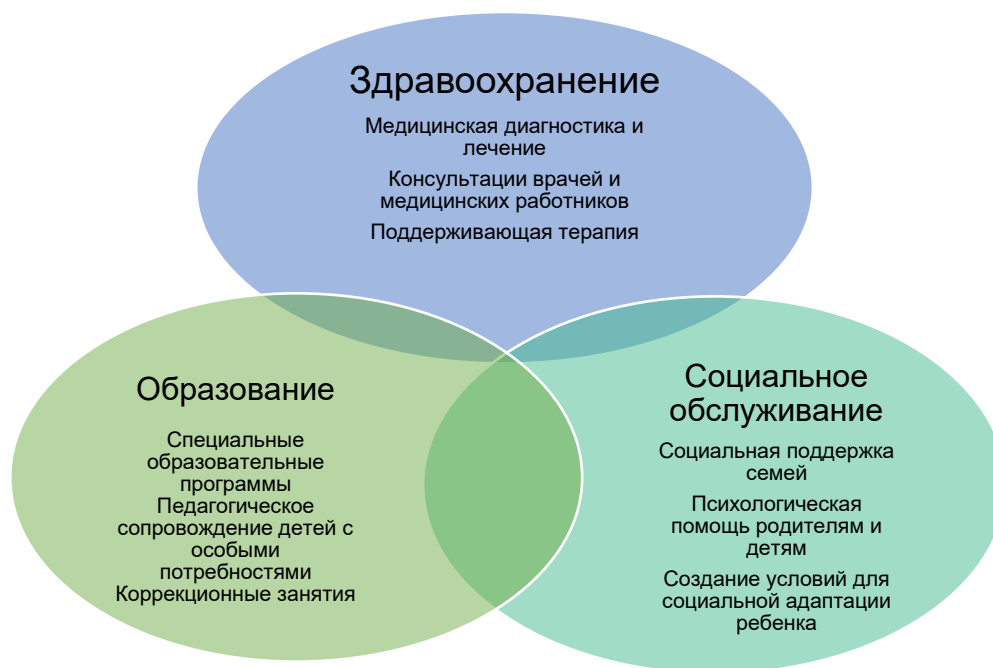 Здравоохранение
Медицинская диагностика и
лечение
Консультации врачей и
медицинских работников
Поддерживающая терапия
Образование
Специальные
образовательные
программы
Педагогическое
сопровождение детей с
особыми
потребностями
Коррекционные занятия
Социальное
обслуживание
Социальная поддержка
семей
Психологическая
помощь родителям и
детям
Создание условий для
социальной адаптации
ребенка